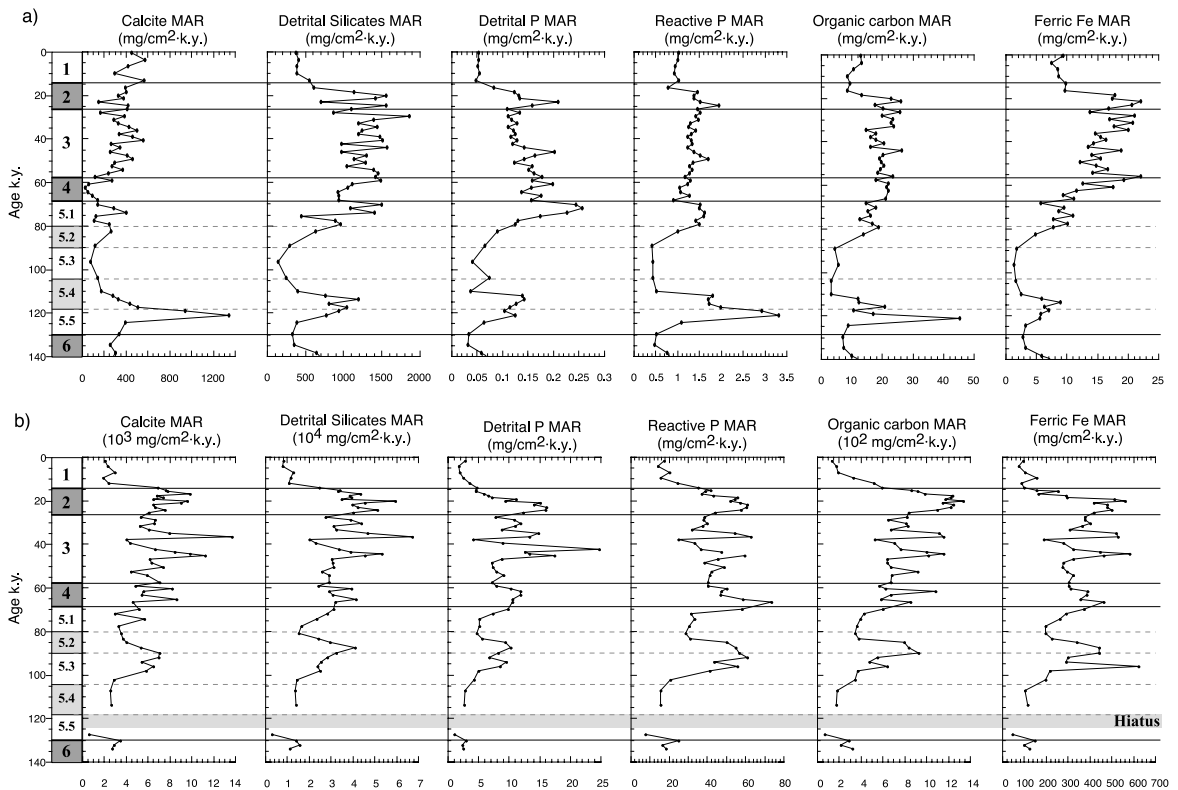 a)
Calcite MAR
(mg/cm2·k.y.)
Detrital Silicates MAR
(mg/cm2·k.y.)
Detrital P MAR
(mg/cm2·k.y.)
Reactive P MAR
(mg/cm2·k.y.)
Organic carbon MAR
(mg/cm2·k.y.)
Ferric Fe MAR
(mg/cm2·k.y.)
Age k.y.
0
20
40
60
80
100
120
140
1
2
3
4
5.1
5.2
5.3
5.4
5.5
6
0 400 800 1200
0 500 1000 1500 2000
0 0.05 0.1 0.15 0.2 0.25 0.3
0 0.5 1 1.5 2 2.5 3 3.5
0 10 20 30 40 50
0 5 10 15 20 25
b)
Calcite MAR
(10³ mg/cm2·k.y.)
Detrital Silicates MAR
(10⁴ mg/cm2·k.y.)
Detrital P MAR
(mg/cm2·k.y.)
Reactive P MAR
(mg/cm2·k.y.)
Organic carbon MAR
(10² mg/cm2·k.y.)
Ferric Fe MAR
(mg/cm2·k.y.)
Age k.y.
0
20
40
60
80
100
120
140
1
2
3
4
5.1
5.2
5.3
5.4
5.5
6
Hiatus
0 2 4 6 8 10 12 14
0 1 2 3 4 5 6 7
0 5 10 15 20 25
0 20 40 60 80
0 2 4 6 8 10 12 14
0 100 200 300 400 500 600 700